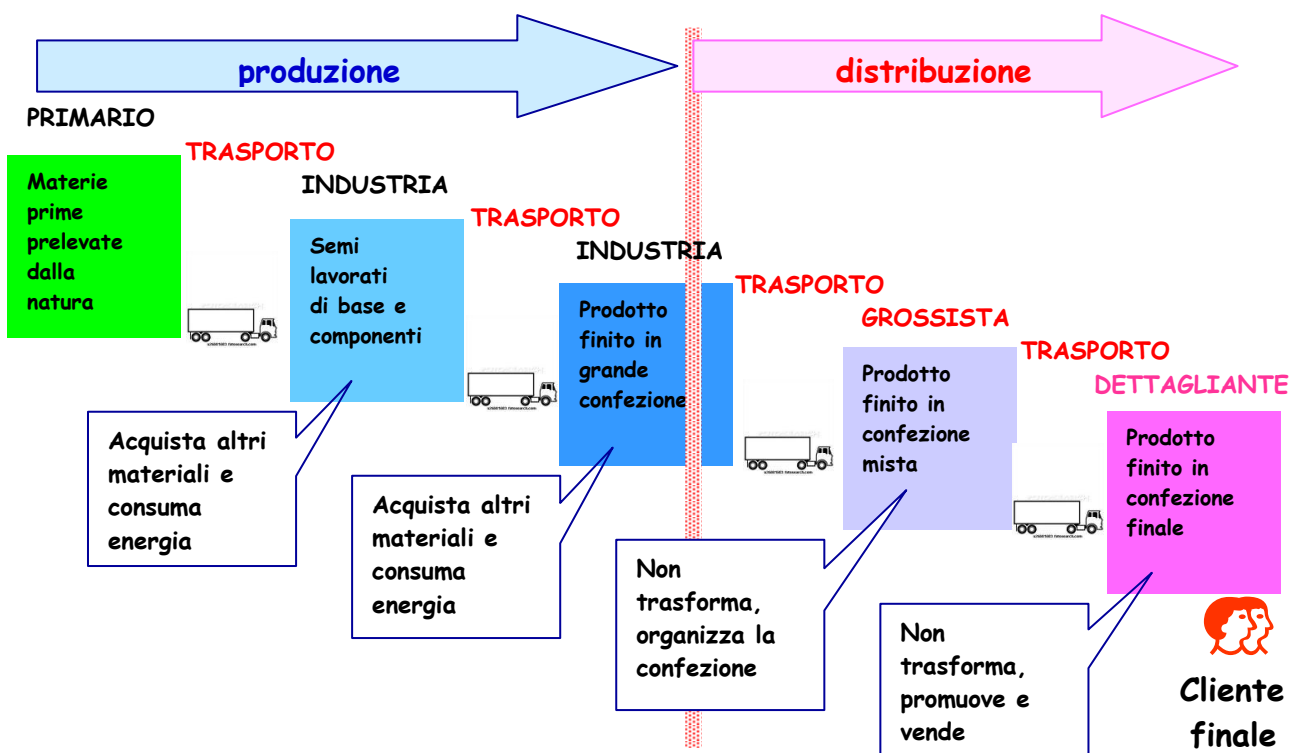 produzione
distribuzione
PRIMARIO
TRASPORTO
Materie
prime
prelevate
dalla
natura
INDUSTRIA
TRASPORTO
Semi
lavorati
di base e
componenti
INDUSTRIA
TRASPORTO
Prodotto
finito in
grande
confezione
GROSSISTA
TRASPORTO
Prodotto
finito in
confezione
mista
DETTAGLIANTE
Prodotto
finito in
confezione
finale
Acquista altri
materiali e
consuma
energia
Acquista altri
materiali e
consuma
energia
Non
trasforma,
organizza la
confezione
Non
trasforma,
promuove e
vende
Cliente
finale